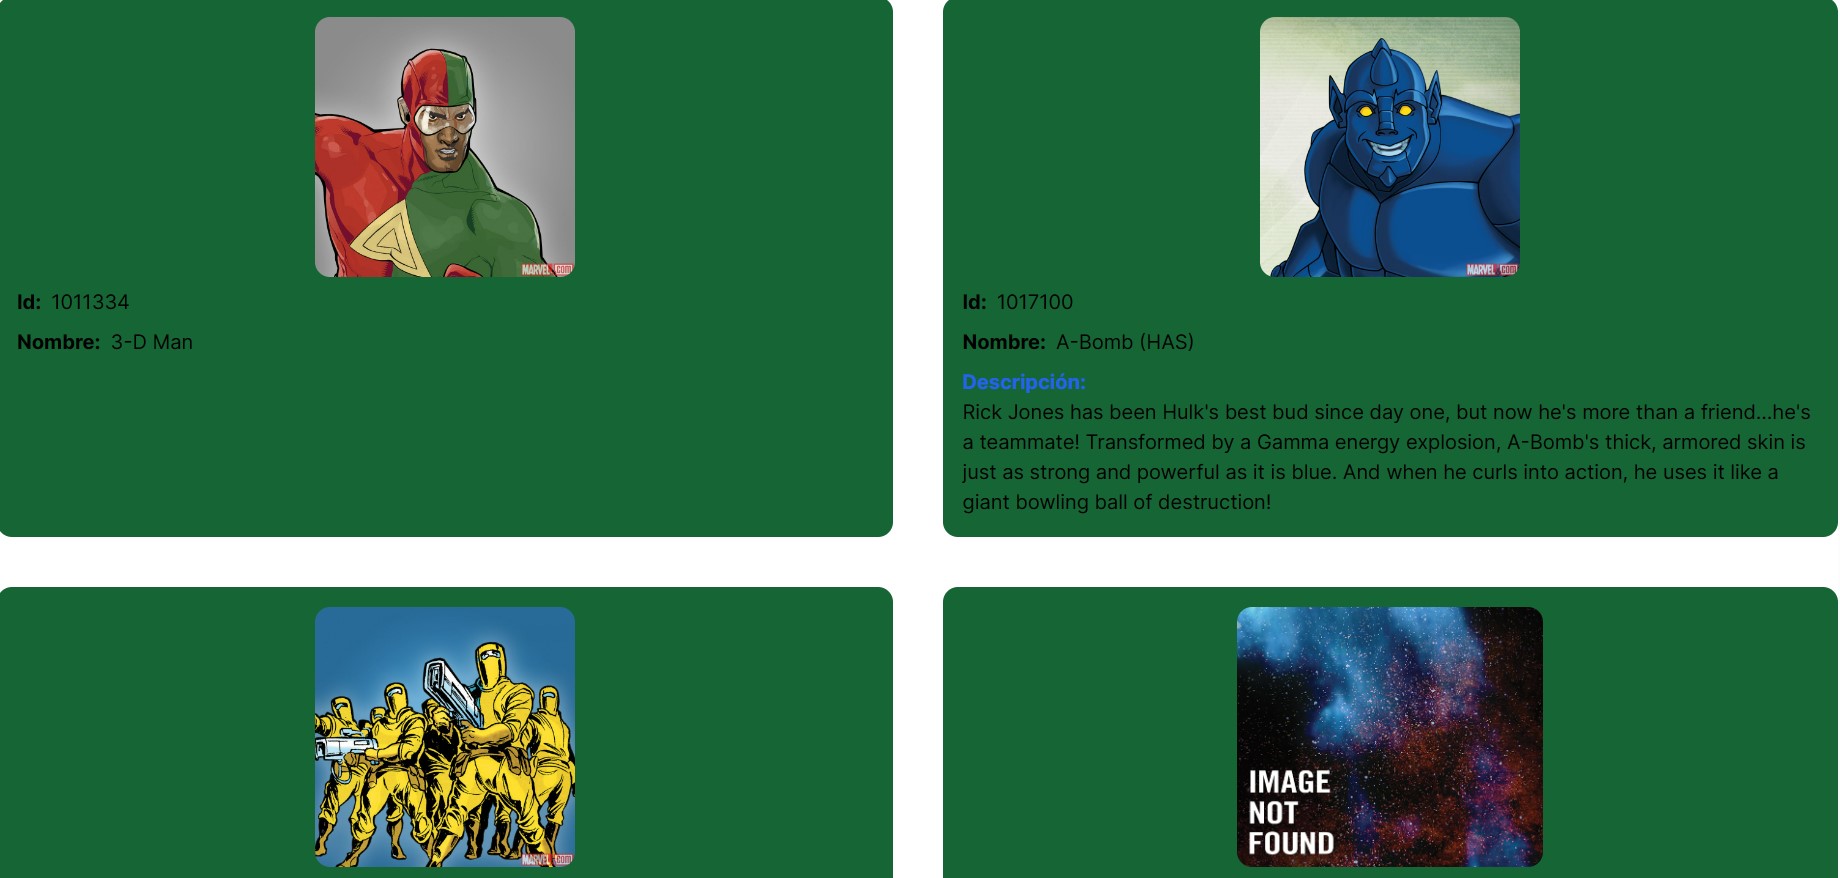 MARVEL.COM
Id: 1011334
Nombre: 3-D Man
MARVEL.COM
Id: 1017100
Nombre: A-Bomb (HAS)
Descripción:
Rick Jones has been Hulk's best bud since day one, but now he's more than a friend...he's
a teammate! Transformed by a Gamma energy explosion, A-Bomb's thick, armored skin is
just as strong and powerful as it is blue. And when he curls into action, he uses it like a
giant bowling ball of destruction!
MARVEL.COM
IMAGE
NOT
FOUND